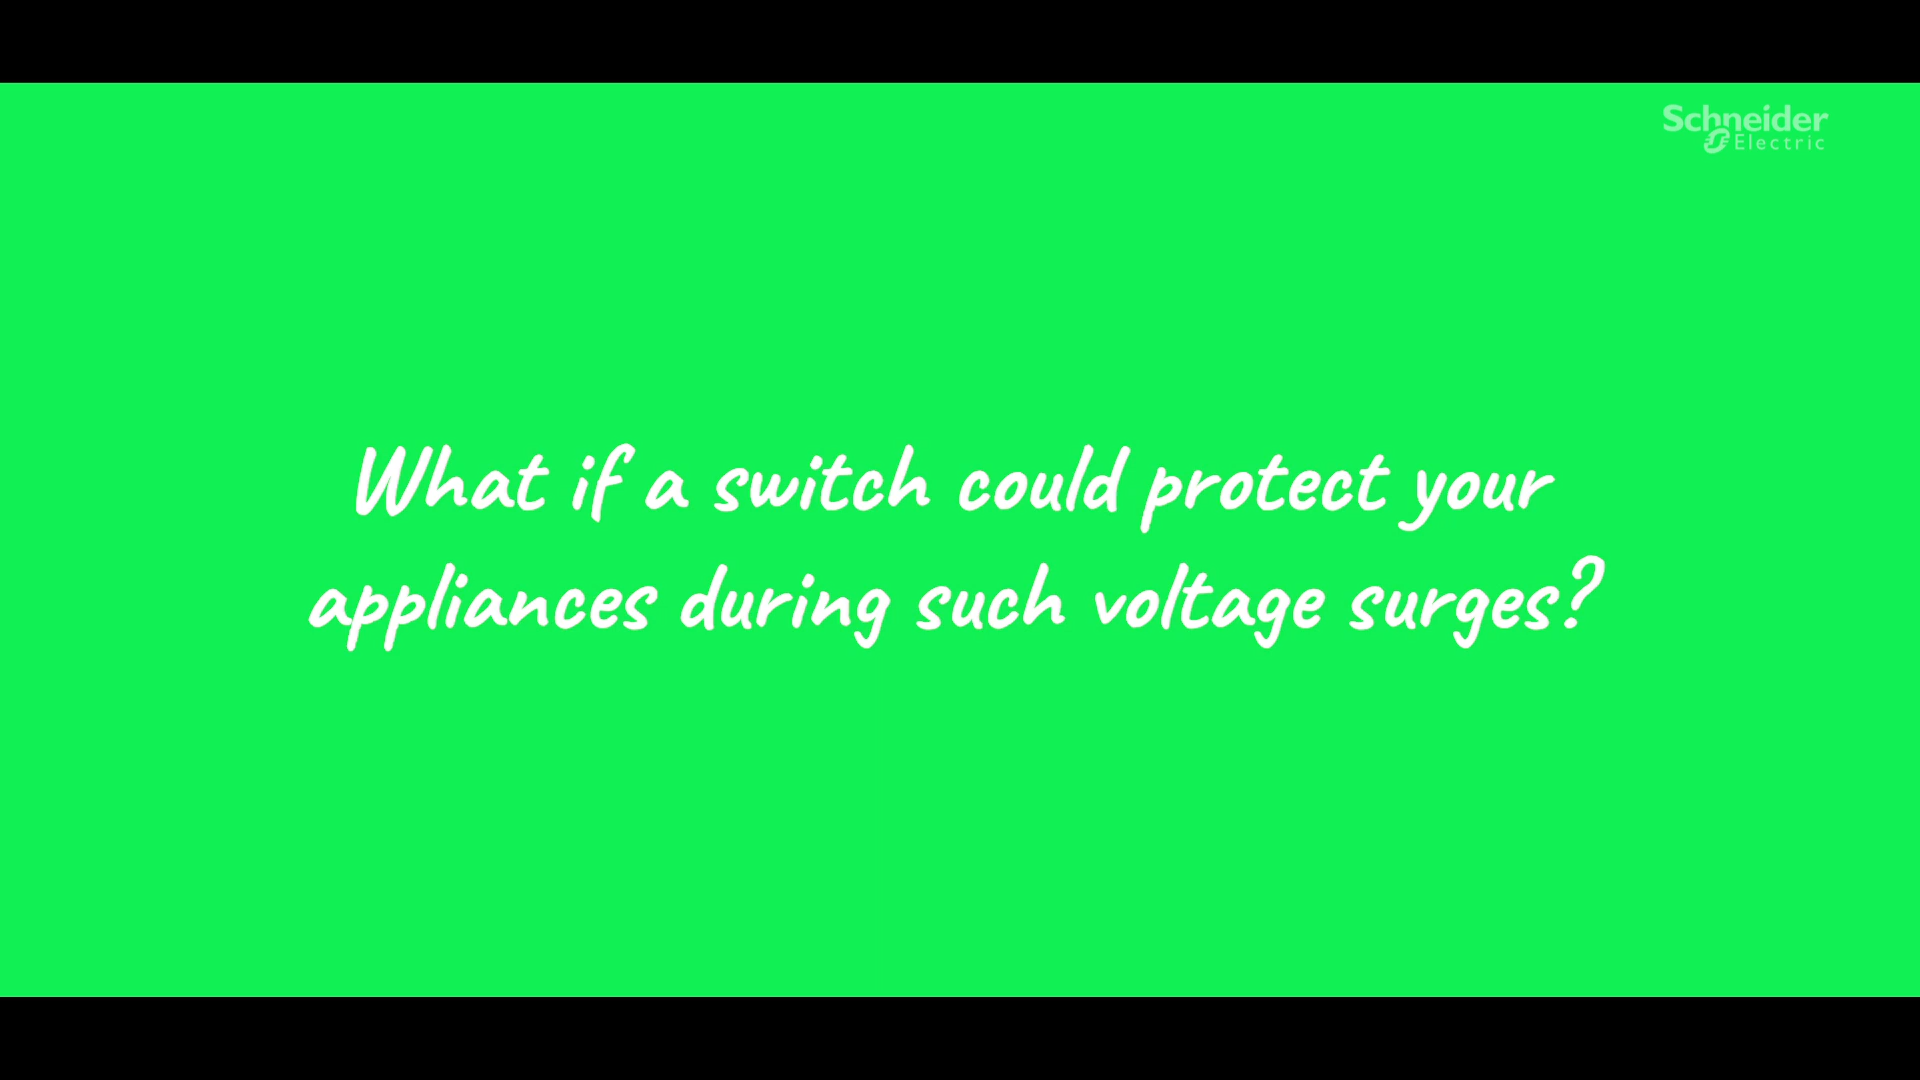 Schneider
Electric
What if a switch could protect your
appliances during such voltage surges?